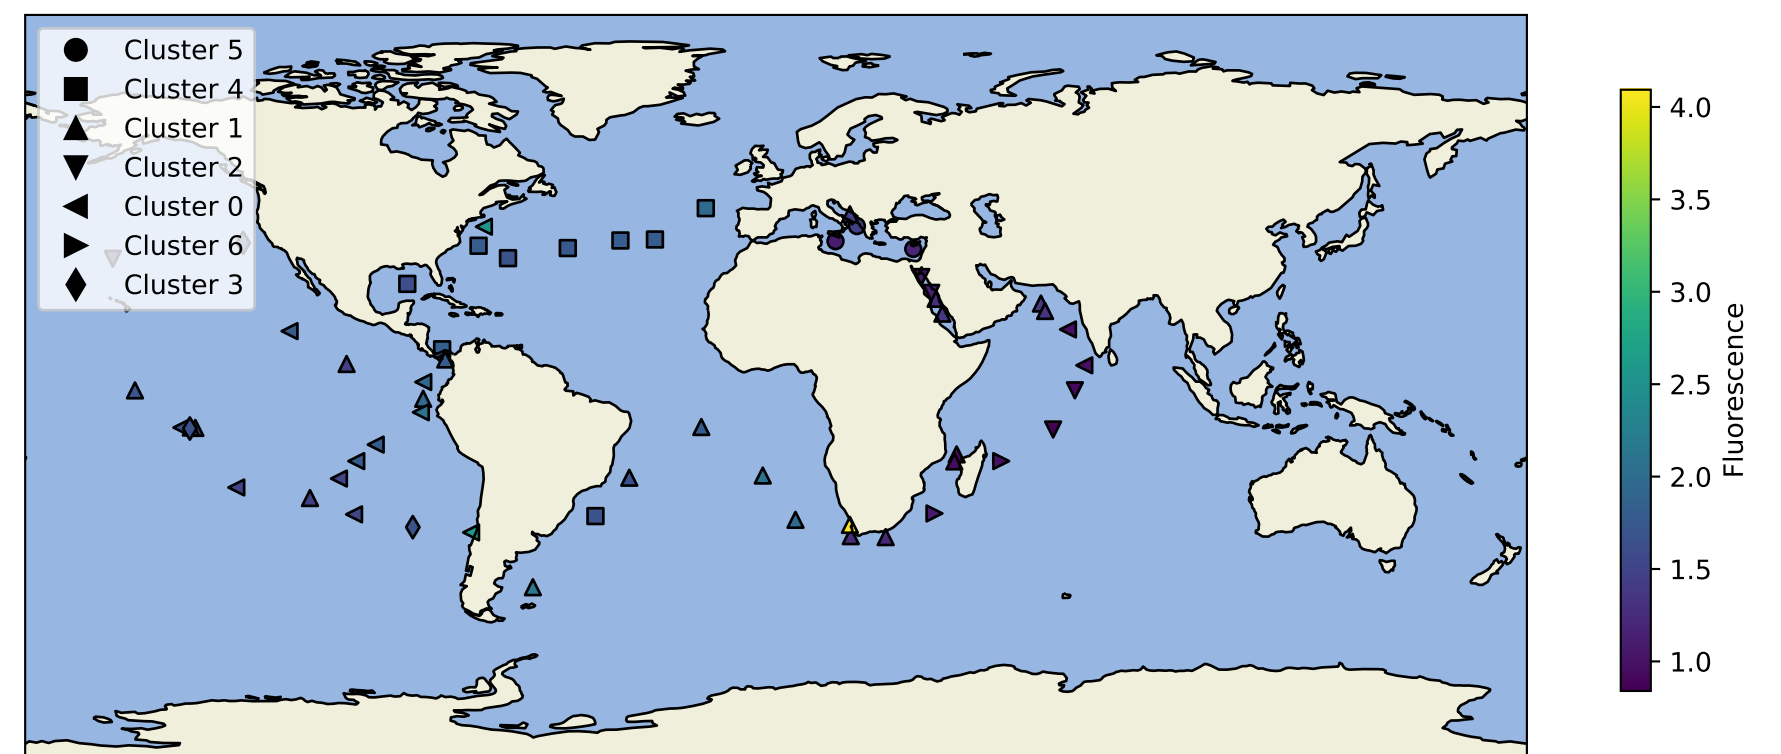 Cluster 5
Cluster 4
Cluster 1
Cluster 2
Cluster 0
Cluster 6
Cluster 3
4.0
3.5
3.0
2.5
2.0
1.5
1.0
Fluorescence